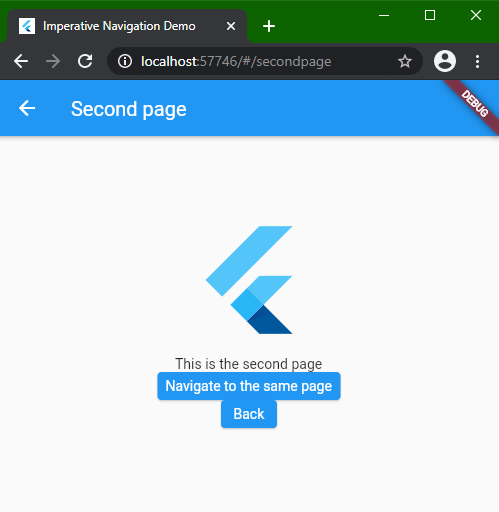 Imperative Navigation Demo
localhost:57746/#/secondpage
Second page
DEBUG
This is the second page
Navigate to the same page
Back